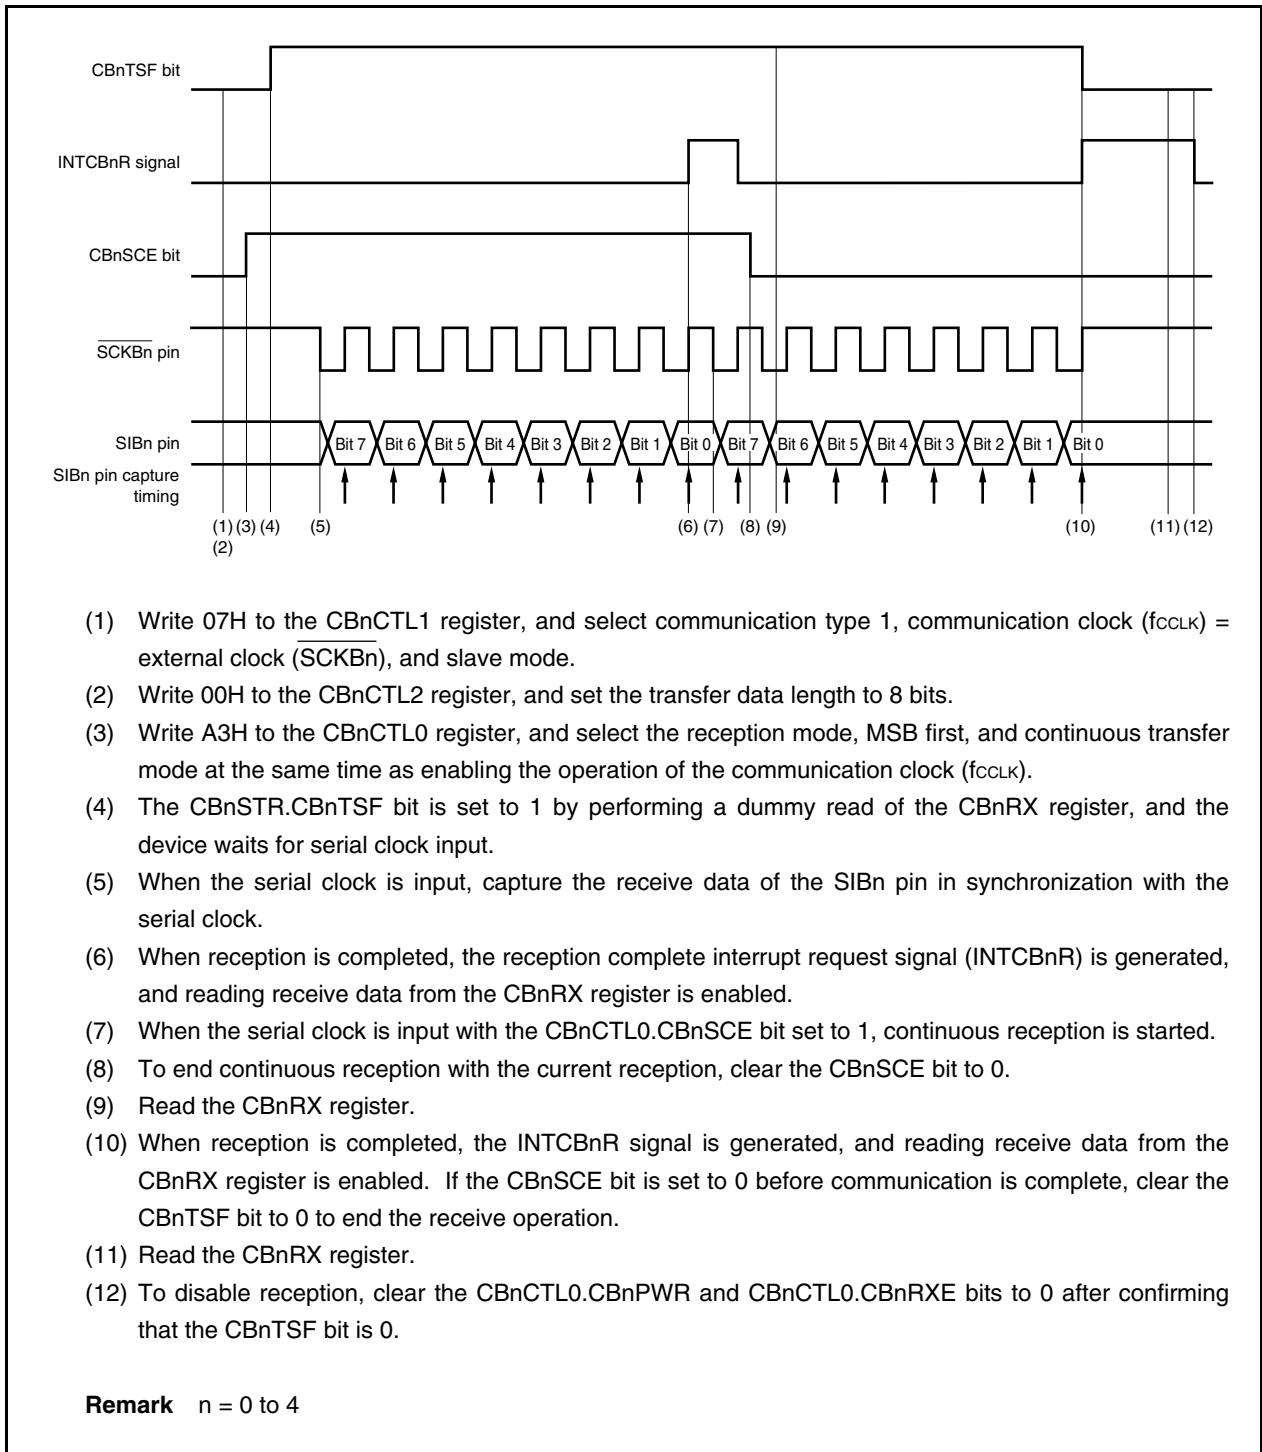 CBnTSF bit
INTCBnR signal
CBnSCE bit
SCKBn pin
SIBn pin
Bit 7 Bit 6 Bit 5 Bit 4 Bit 3 Bit 2 Bit 1 Bit 0 Bit 7 Bit 6 Bit 5 Bit 4 Bit 3 Bit 2 Bit 1 Bit 0
SIBn pin capture
timing
(1) (3) (4) (5) (6) (7) (8) (9) (10) (11) (12)
(2)
(1) Write 07H to the CBnCTL1 register, and select communication type 1, communication clock (fCCLK) =
external clock (SCKBn), and slave mode.
(2) Write 00H to the CBnCTL2 register, and set the transfer data length to 8 bits.
(3) Write A3H to the CBnCTL0 register, and select the reception mode, MSB first, and continuous transfer
mode at the same time as enabling the operation of the communication clock (fCCLK).
(4) The CBnSTR.CBnTSF bit is set to 1 by performing a dummy read of the CBnRX register, and the
device waits for serial clock input.
(5) When the serial clock is input, capture the receive data of the SIBn pin in synchronization with the
serial clock.
(6) When reception is completed, the reception complete interrupt request signal (INTCBnR) is generated,
and reading receive data from the CBnRX register is enabled.
(7) When the serial clock is input with the CBnCTL0.CBnSCE bit set to 1, continuous reception is started.
(8) To end continuous reception with the current reception, clear the CBnSCE bit to 0.
(9) Read the CBnRX register.
(10) When reception is completed, the INTCBnR signal is generated, and reading receive data from the
CBnRX register is enabled. If the CBnSCE bit is set to 0 before communication is complete, clear the
CBnTSF bit to 0 to end the receive operation.
(11) Read the CBnRX register.
(12) To disable reception, clear the CBnCTL0.CBnPWR and CBnCTL0.CBnRXE bits to 0 after confirming
that the CBnTSF bit is 0.
Remark n = 0 to 4